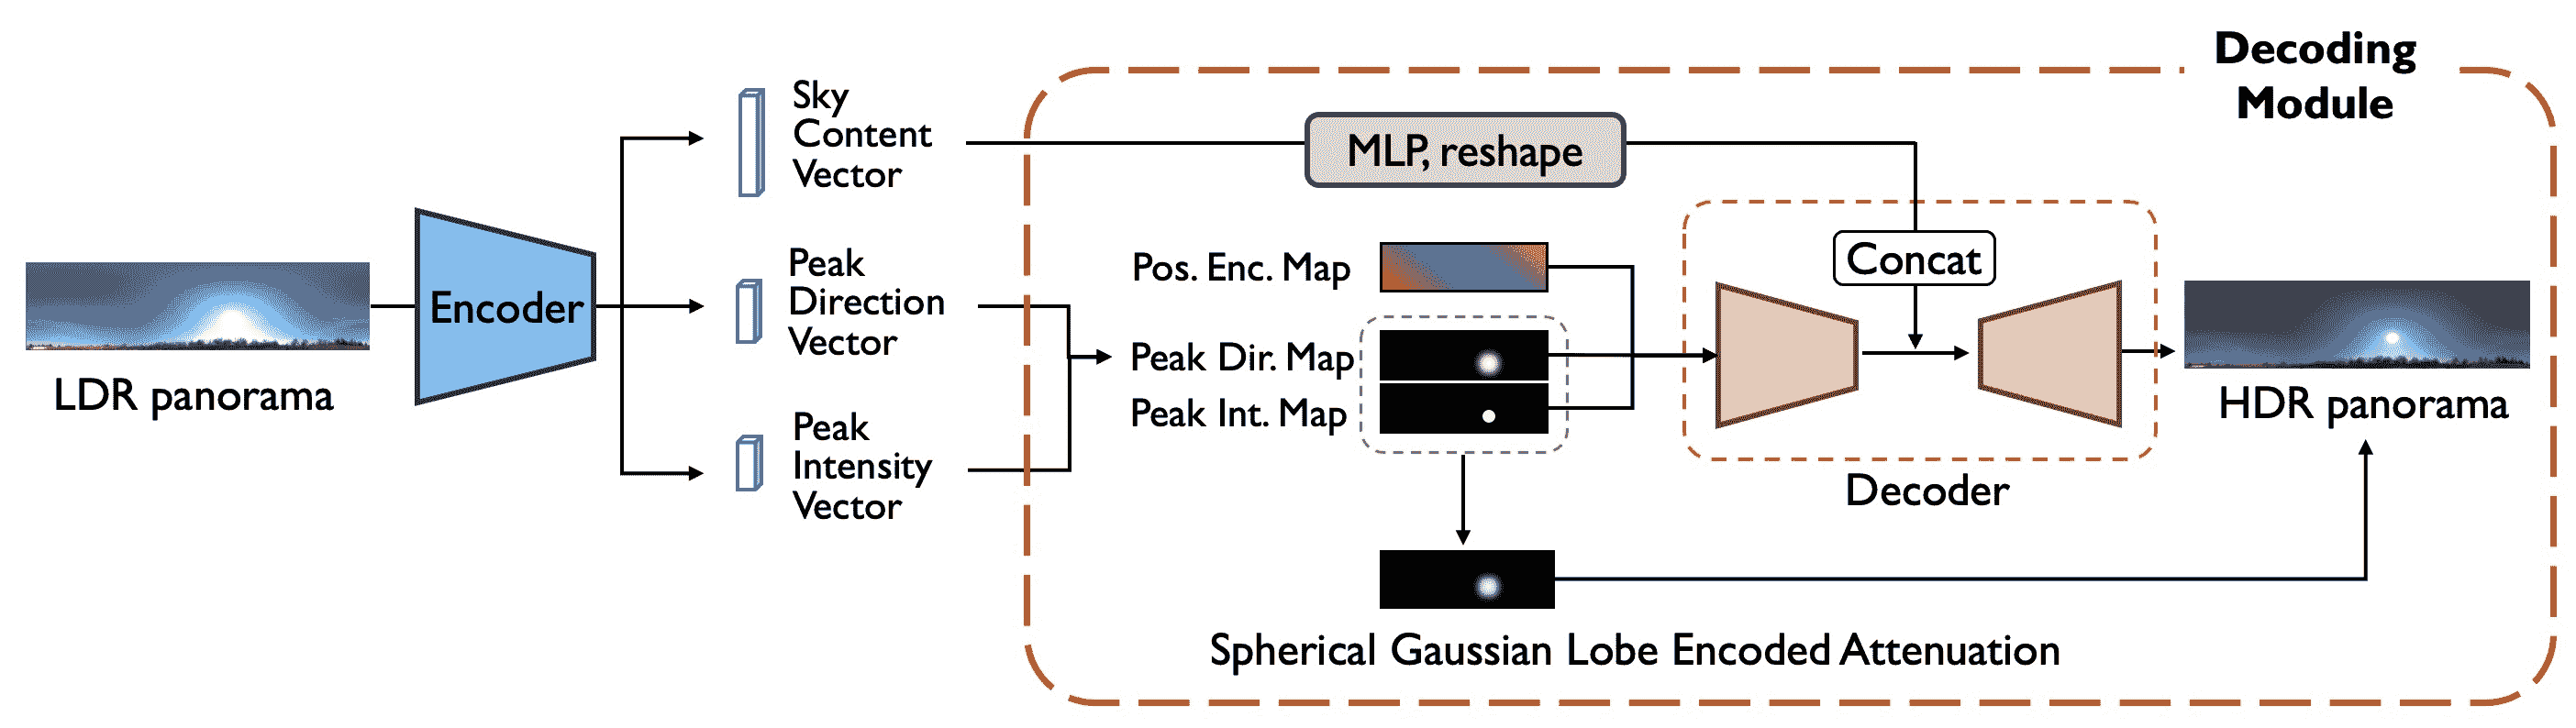 Decoding
Module
Sky
Content
Vector
MLP, reshape
Peak
Direction
Vector
Pos. Enc. Map
Concat
Encoder
Peak Dir. Map
LDR panorama
Peak Int. Map
HDR panorama
Peak
Intensity
Vector
Decoder
Spherical Gaussian Lobe Encoded Attenuation